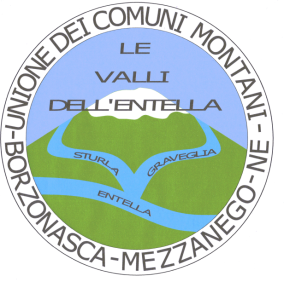 -UNIONE DEI COMUNI MONTANI-
BORZONASCA-MEZZANEGO-NE
LE
VALLI
DELL'ENTELLA
STURLA
GRAVEGLIA
ENTELLA